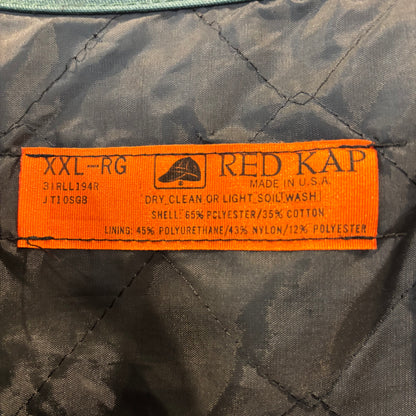 XXL-RG
RED KAP
31RLL194R
MADE IN U.S.A.
JT10SG8
DRY CLEAN OR LIGHT SOIL WASH
SHELL: 65% POLYESTER/35% COTTON
LINING: 45% POLYURETHANE/43% NYLON/12% POLYESTER